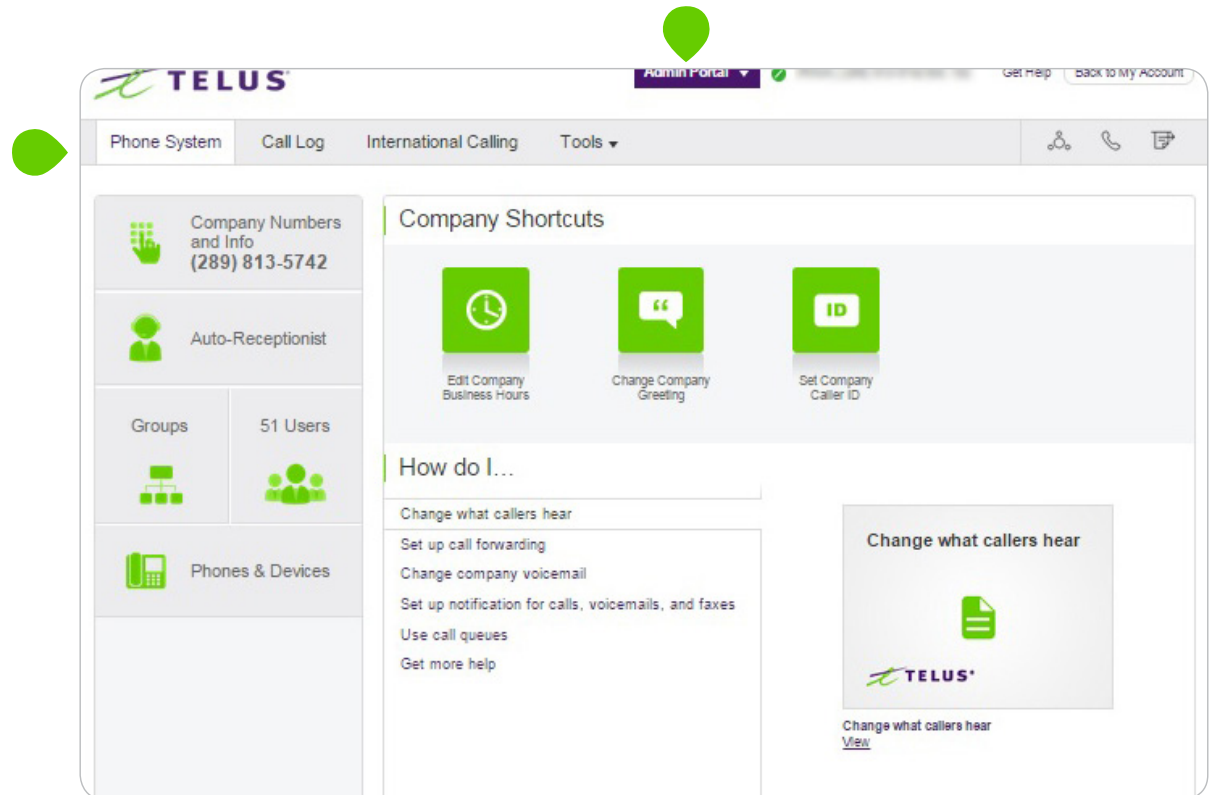 TELUS
Admin Portal
Get Help
Back to My Account
Phone System
Call Log
International Calling
Tools
Company Numbers
and Info
(289) 813-5742
Auto-Receptionist
Groups
51 Users
Phones & Devices
Company Shortcuts
“
ID
Edit Company
Business Hours
Change Company
Greeting
Set Company
Caller ID
How do I...
Change what callers hear
Set up call forwarding
Change company voicemail
Set up notification for calls, voicemails, and faxes
Use call queues
Get more help
Change what callers hear
TELUS®
Change what callers hear
View